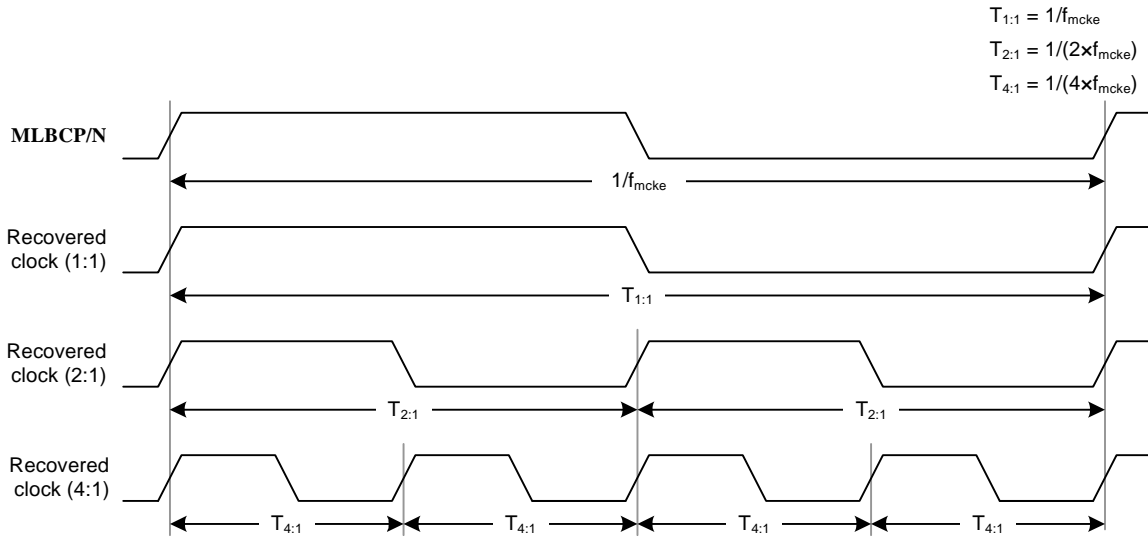 T1:1 = 1/fmcke
T2:1 = 1/(2×fmcke)
T4:1 = 1/(4×fmcke)
MLBCP/N
1/fmcke
Recovered
clock (1:1)
T1:1
Recovered
clock (2:1)
T2:1 T2:1
Recovered
clock (4:1)
T4:1 T4:1 T4:1 T4:1